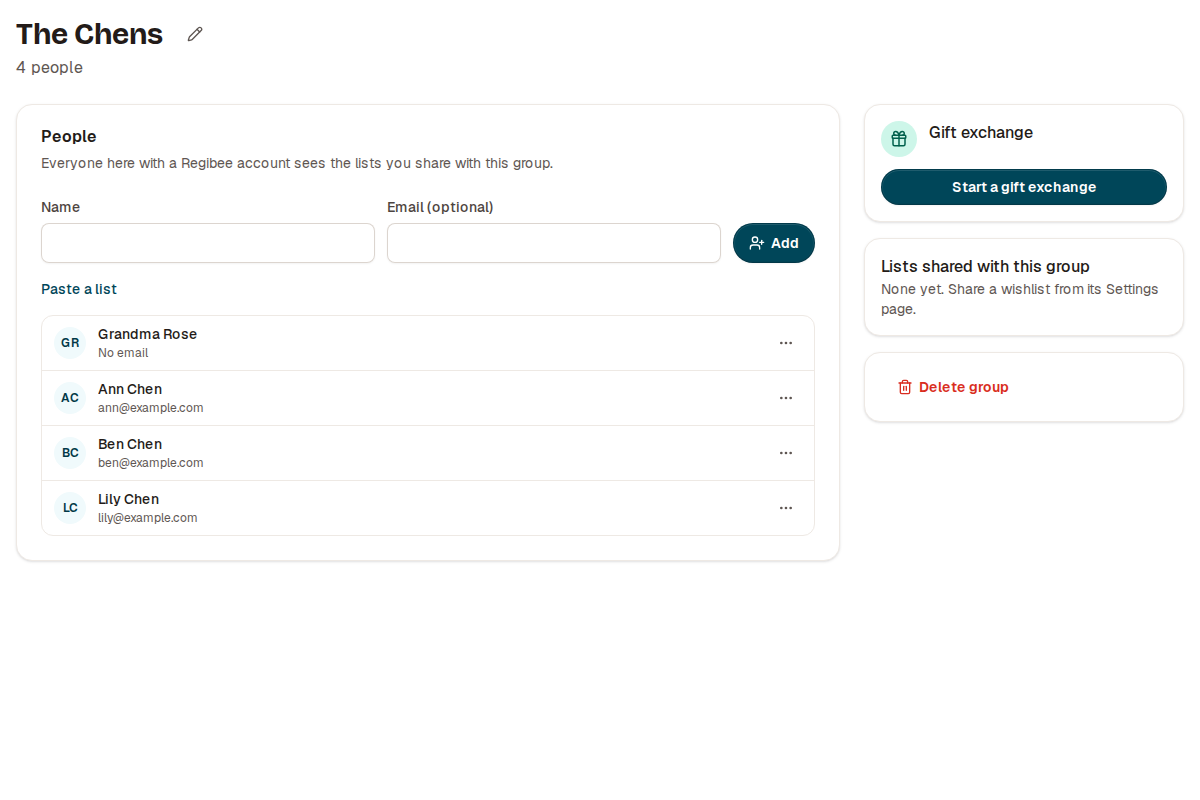 The Chens
4 people
People
Everyone here with a Regibee account sees the lists you share with this group.
Name
Email (optional)
Add
Paste a list
GR
Grandma Rose
No email
AC
Ann Chen
ann@example.com
BC
Ben Chen
ben@example.com
LC
Lily Chen
lily@example.com
Gift exchange
Start a gift exchange
Lists shared with this group
None yet. Share a wishlist from its Settings
page.
Delete group